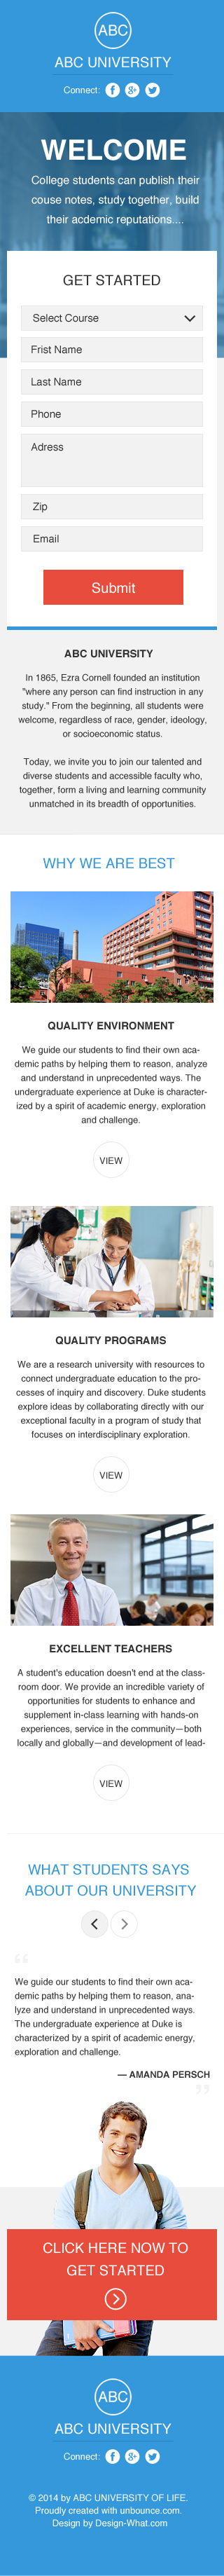 ABC
ABC UNIVERSITY
Connect:
WELCOME
College students can publish their
couse notes, study together, build
their acdemic reputations....
GET STARTED
Select Course
Frist Name
Last Name
Phone
Adress
Zip
Email
Submit
ABC UNIVERSITY
In 1865, Ezra Cornell founded an institution
"where any person can find instruction in any
study." From the beginning, all students were
welcome, regardless of race, gender, ideology,
or socioeconomic status.
Today, we invite you to join our talented and
diverse students and accessible faculty who,
together, form a living and learning community
unmatched in its breadth of opportunities.
WHY WE ARE BEST
QUALITY ENVIRONMENT
We guide our students to find their own aca-
demic paths by helping them to reason, analyze
and understand in unprecedented ways. The
undergraduate experience at Duke is character-
ized by a spirit of academic energy, exploration
and challenge.
VIEW
QUALITY PROGRAMS
We are a research university with resources to
connect undergraduate education to the pro-
cesses of inquiry and discovery. Duke students
explore ideas by collaborating directly with our
exceptional faculty in a program of study that
focuses on interdisciplinary exploration.
VIEW
EXCELLENT TEACHERS
A student's education doesn't end at the class-
room door. We provide an incredible variety of
opportunities for students to enhance and
supplement in-class learning with hands-on
experiences, service in the community—both
locally and globally—and development of lead-
VIEW
WHAT STUDENTS SAYS
ABOUT OUR UNIVERSITY
“
We guide our students to find their own aca-
demic paths by helping them to reason, ana-
lyze and understand in unprecedented ways.
The undergraduate experience at Duke is
characterized by a spirit of academic energy,
exploration and challenge.
— AMANDA PERSCH
”
CLICK HERE NOW TO
GET STARTED
ABC
ABC UNIVERSITY
Connect:
© 2014 by ABC UNIVERSITY OF LIFE.
Proudly created with unbounce.com.
Design by Design-What.com